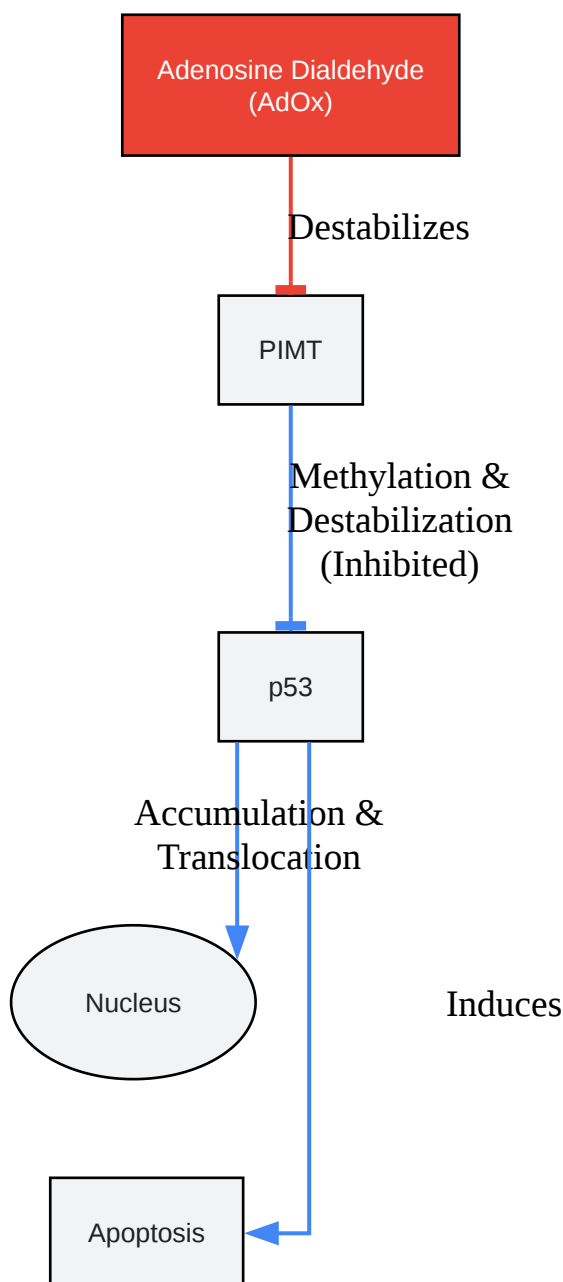 Adenosine Dialdehyde
(AdOx)
Destabilizes
PIMT
Methylation &
Destabilization
(Inhibited)
p53
Accumulation &
Translocation
Nucleus
Induces
Apoptosis